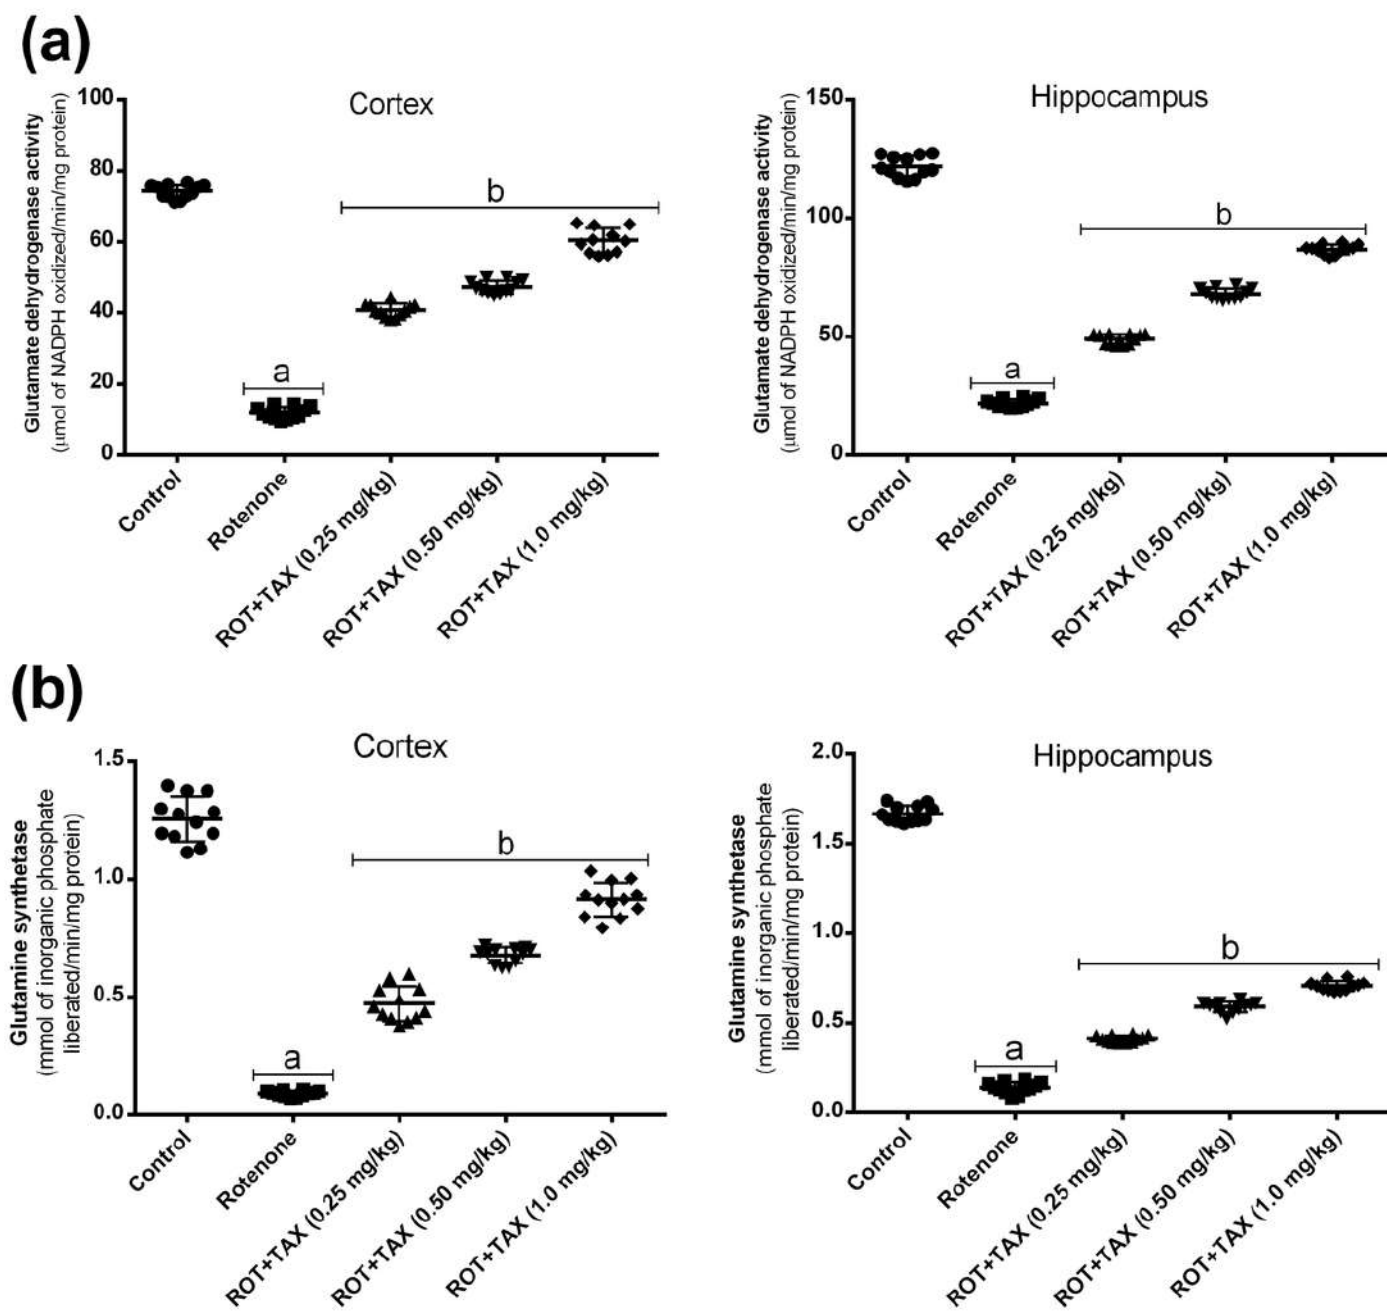 (a)
Cortex
Glutamate dehydrogenase activity
(µmol of NADPH oxidized/min/mg protein)
100
80
60
40
20
0
a
b
Control
Rotenone
ROT+TAX (0.25 mg/kg)
ROT+TAX (0.50 mg/kg)
ROT+TAX (1.0 mg/kg)
Hippocampus
Glutamate dehydrogenase activity
(µmol of NADPH oxidized/min/mg protein)
150
100
50
0
a
b
Control
Rotenone
ROT+TAX (0.25 mg/kg)
ROT+TAX (0.50 mg/kg)
ROT+TAX (1.0 mg/kg)
(b)
Cortex
Glutamine synthetase
(mmol of inorganic phosphate
liberated/min/mg protein)
1.5
1.0
0.5
0.0
a
b
Control
Rotenone
ROT+TAX (0.25 mg/kg)
ROT+TAX (0.50 mg/kg)
ROT+TAX (1.0 mg/kg)
Hippocampus
Glutamine synthetase
(mmol of inorganic phosphate
liberated/min/mg protein)
2.0
1.5
1.0
0.5
0.0
a
b
Control
Rotenone
ROT+TAX (0.25 mg/kg)
ROT+TAX (0.50 mg/kg)
ROT+TAX (1.0 mg/kg)